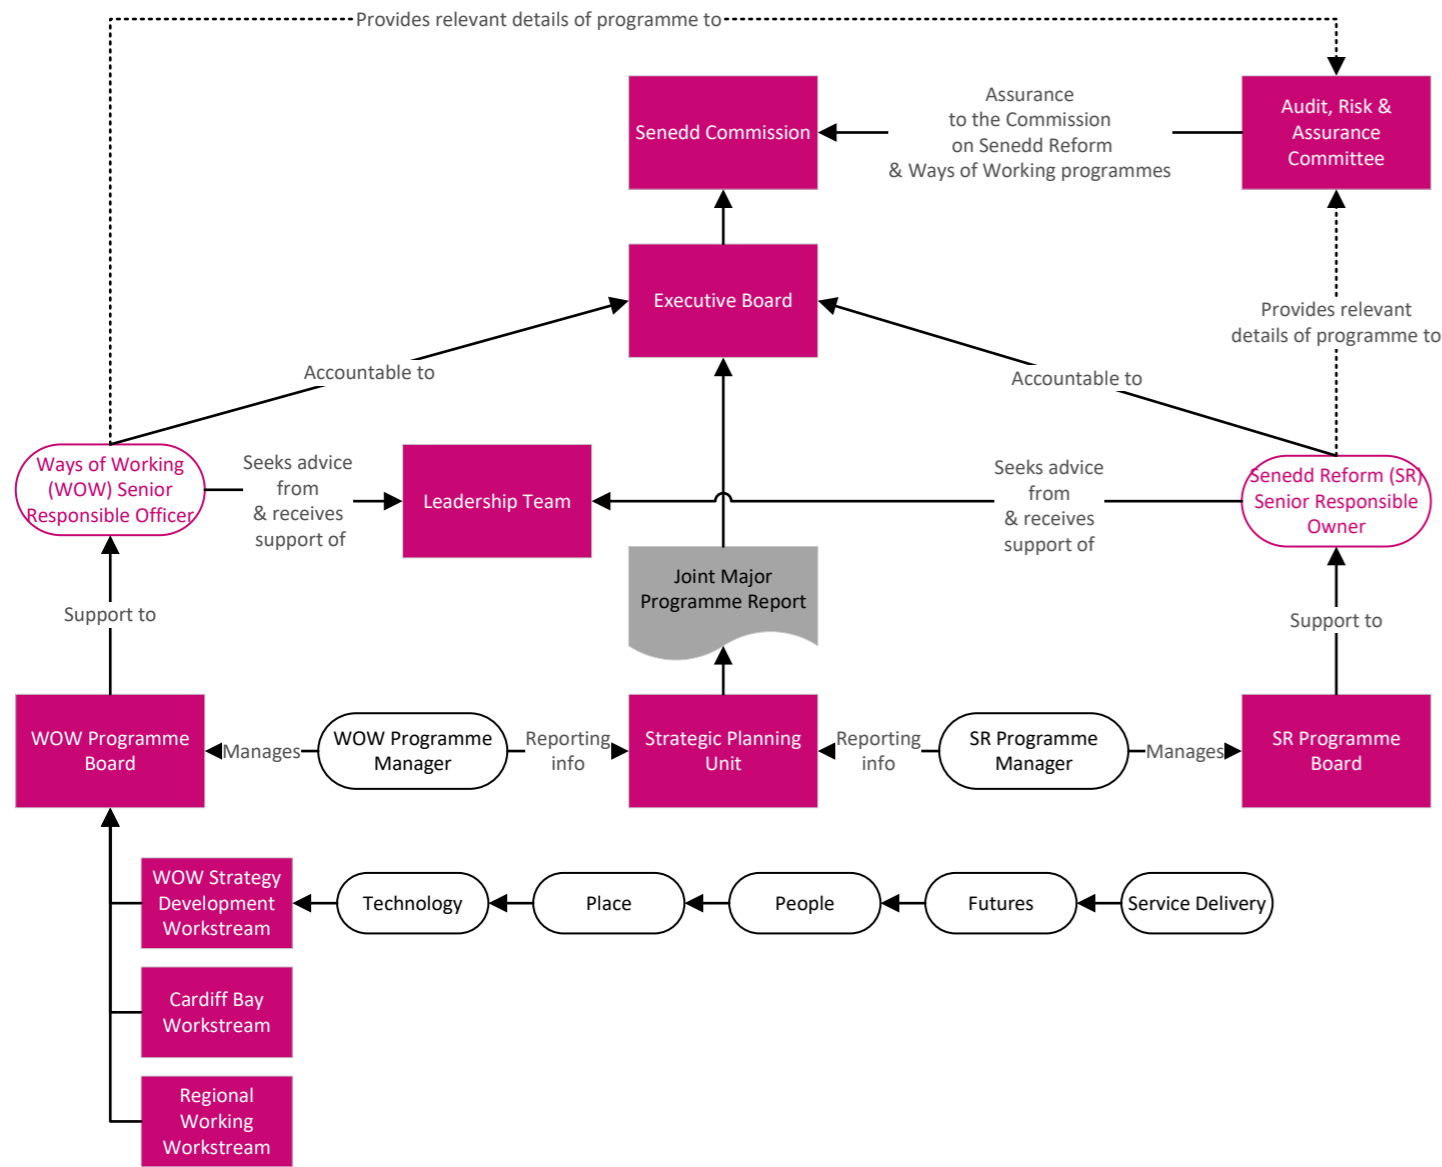 Provides relevant details of programme to
Senedd Commission
Assurance
to the Commission
on Senedd Reform
& Ways of Working programmes
Audit, Risk &
Assurance
Committee
Executive Board
Provides relevant
details of programme to
Accountable to
Accountable to
Ways of Working
(WOW) Senior
Responsible Officer
Seeks advice
from
& receives
support of
Leadership Team
Seeks advice
from
& receives
support of
Senedd Reform (SR)
Senior Responsible
Owner
Joint Major
Programme Report
Support to
Support to
WOW Programme
Board
Manages
WOW Programme
Manager
Reporting
info
Strategic Planning
Unit
Reporting
info
SR Programme
Manager
Manages
SR Programme
Board
WOW Strategy
Development
Workstream
Technology
Place
People
Futures
Service Delivery
Cardiff Bay
Workstream
Regional
Working
Workstream